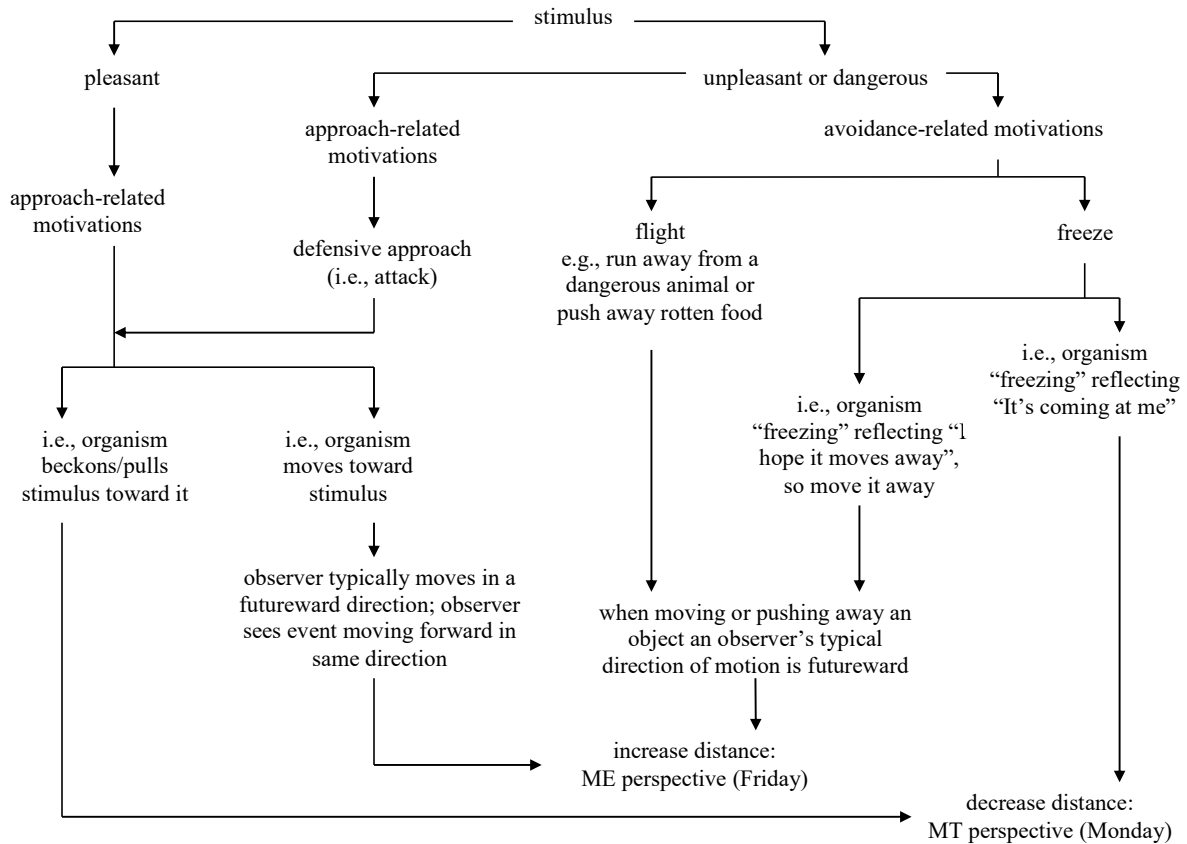 stimulus
pleasant
unpleasant or dangerous
approach-related
motivations
avoidance-related motivations
approach-related
motivations
defensive approach
(i.e., attack)
flight
e.g., run away from a
dangerous animal or
push away rotten food
freeze
i.e., organism
“freezing” reflecting
“It’s coming at me”
i.e., organism
“freezing” reflecting
hope it moves away”,
so move it away
i.e., organism
beckons/pulls
stimulus toward it
i.e., organism
moves toward
stimulus
observer typically moves in a
futureward direction; observer
sees event moving forward in
same direction
when moving or pushing away an
object an observer’s typical
direction of motion is futureward
increase distance:
ME perspective (Friday)
decrease distance:
MT perspective (Monday)